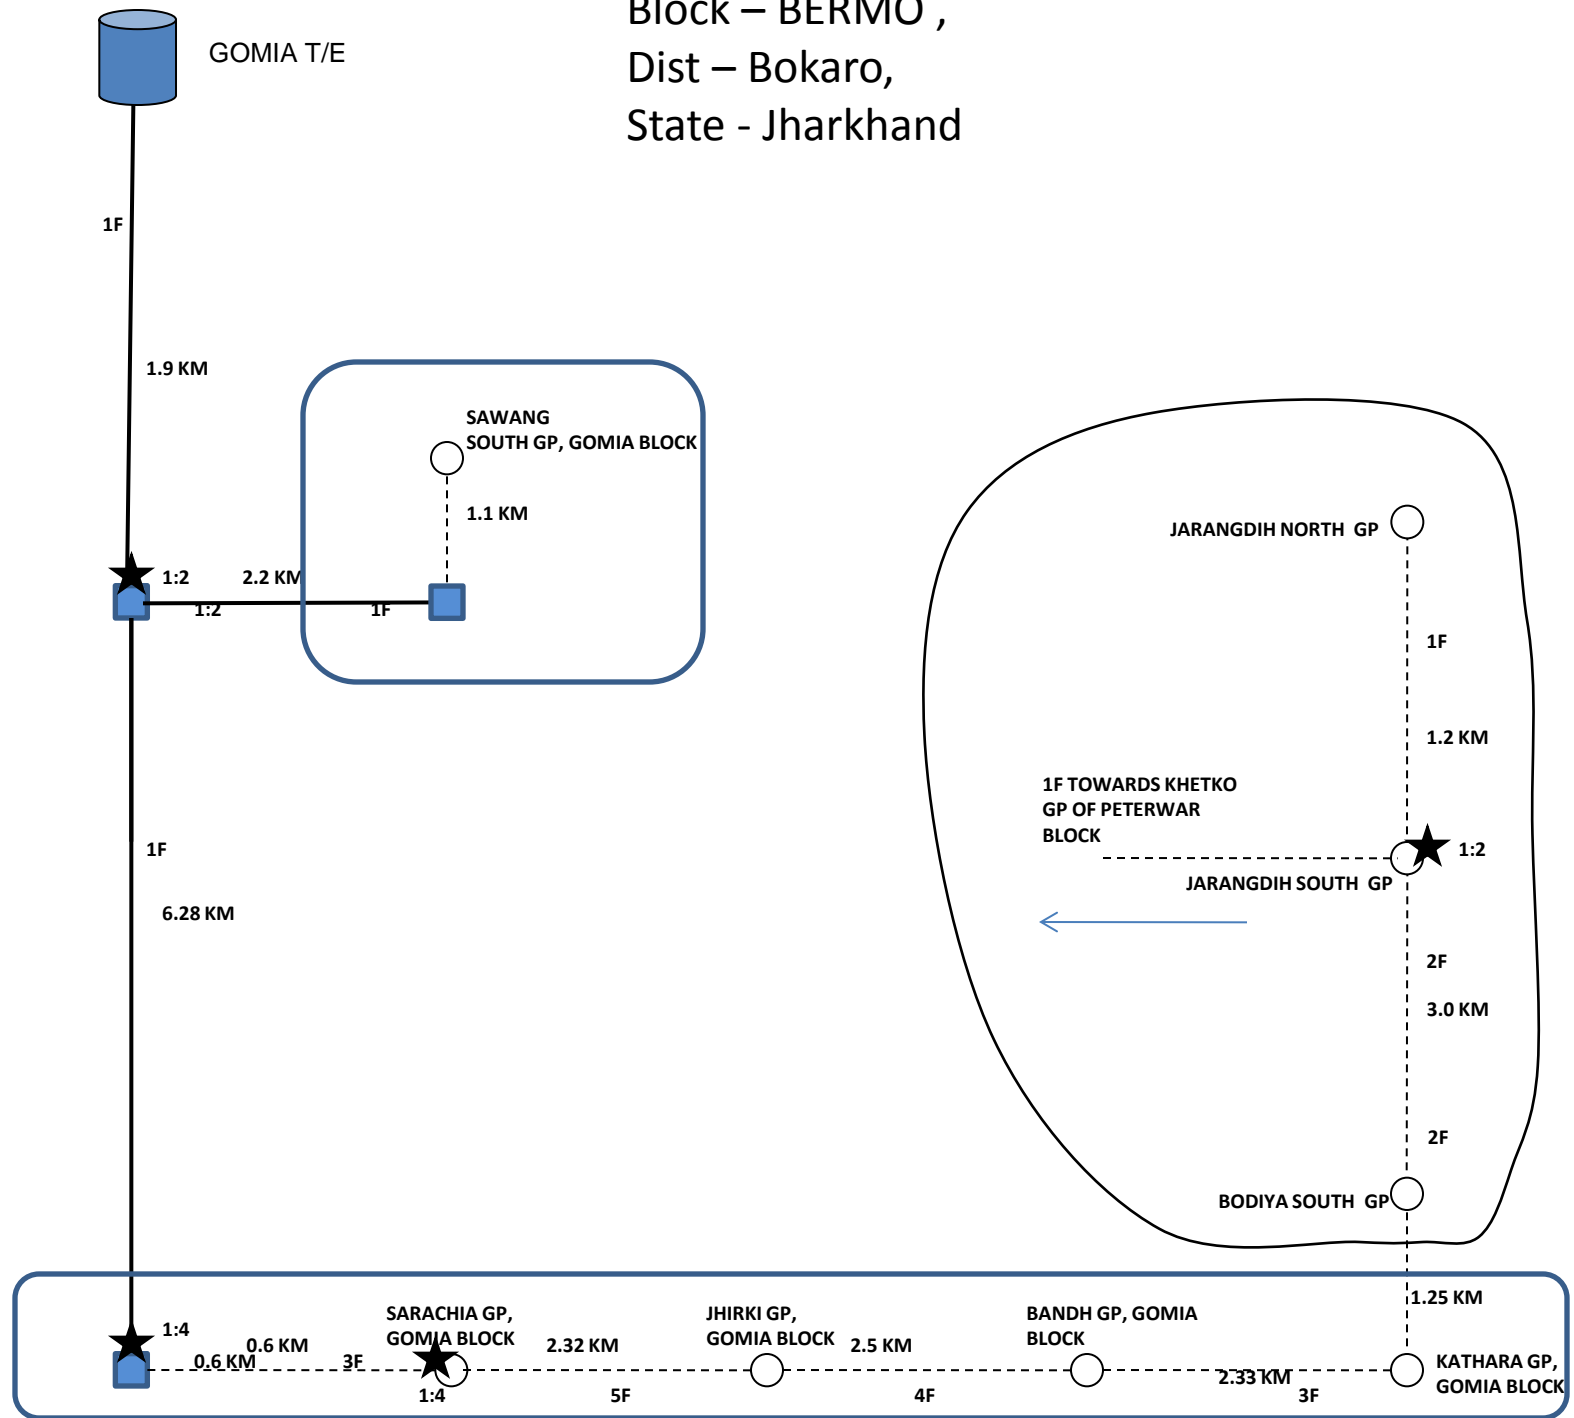 Block – BERMO ,
Dist – Bokaro,
State - Jharkhand
GOMIA T/E
1F
1.9 KM
SAWANG
SOUTH GP, GOMIA BLOCK
1.1 KM
1:2
2.2 KM
1:2
1F
JARANGDIH NORTH GP
1F
1.2 KM
1F TOWARDS KHETKO
GP OF PETERWAR
BLOCK
1:2
JARANGDIH SOUTH GP
1F
6.28 KM
2F
3.0 KM
2F
BODIYA SOUTH GP
1.25 KM
1:4
0.6 KM
0.6 KM
3F
SARACHIA GP,
GOMIA BLOCK
1:4
2.32 KM
5F
JHIRKI GP,
GOMIA BLOCK
2.5 KM
4F
BANDH GP, GOMIA
BLOCK
2.33 KM
3F
KATHARA GP,
GOMIA BLOCK